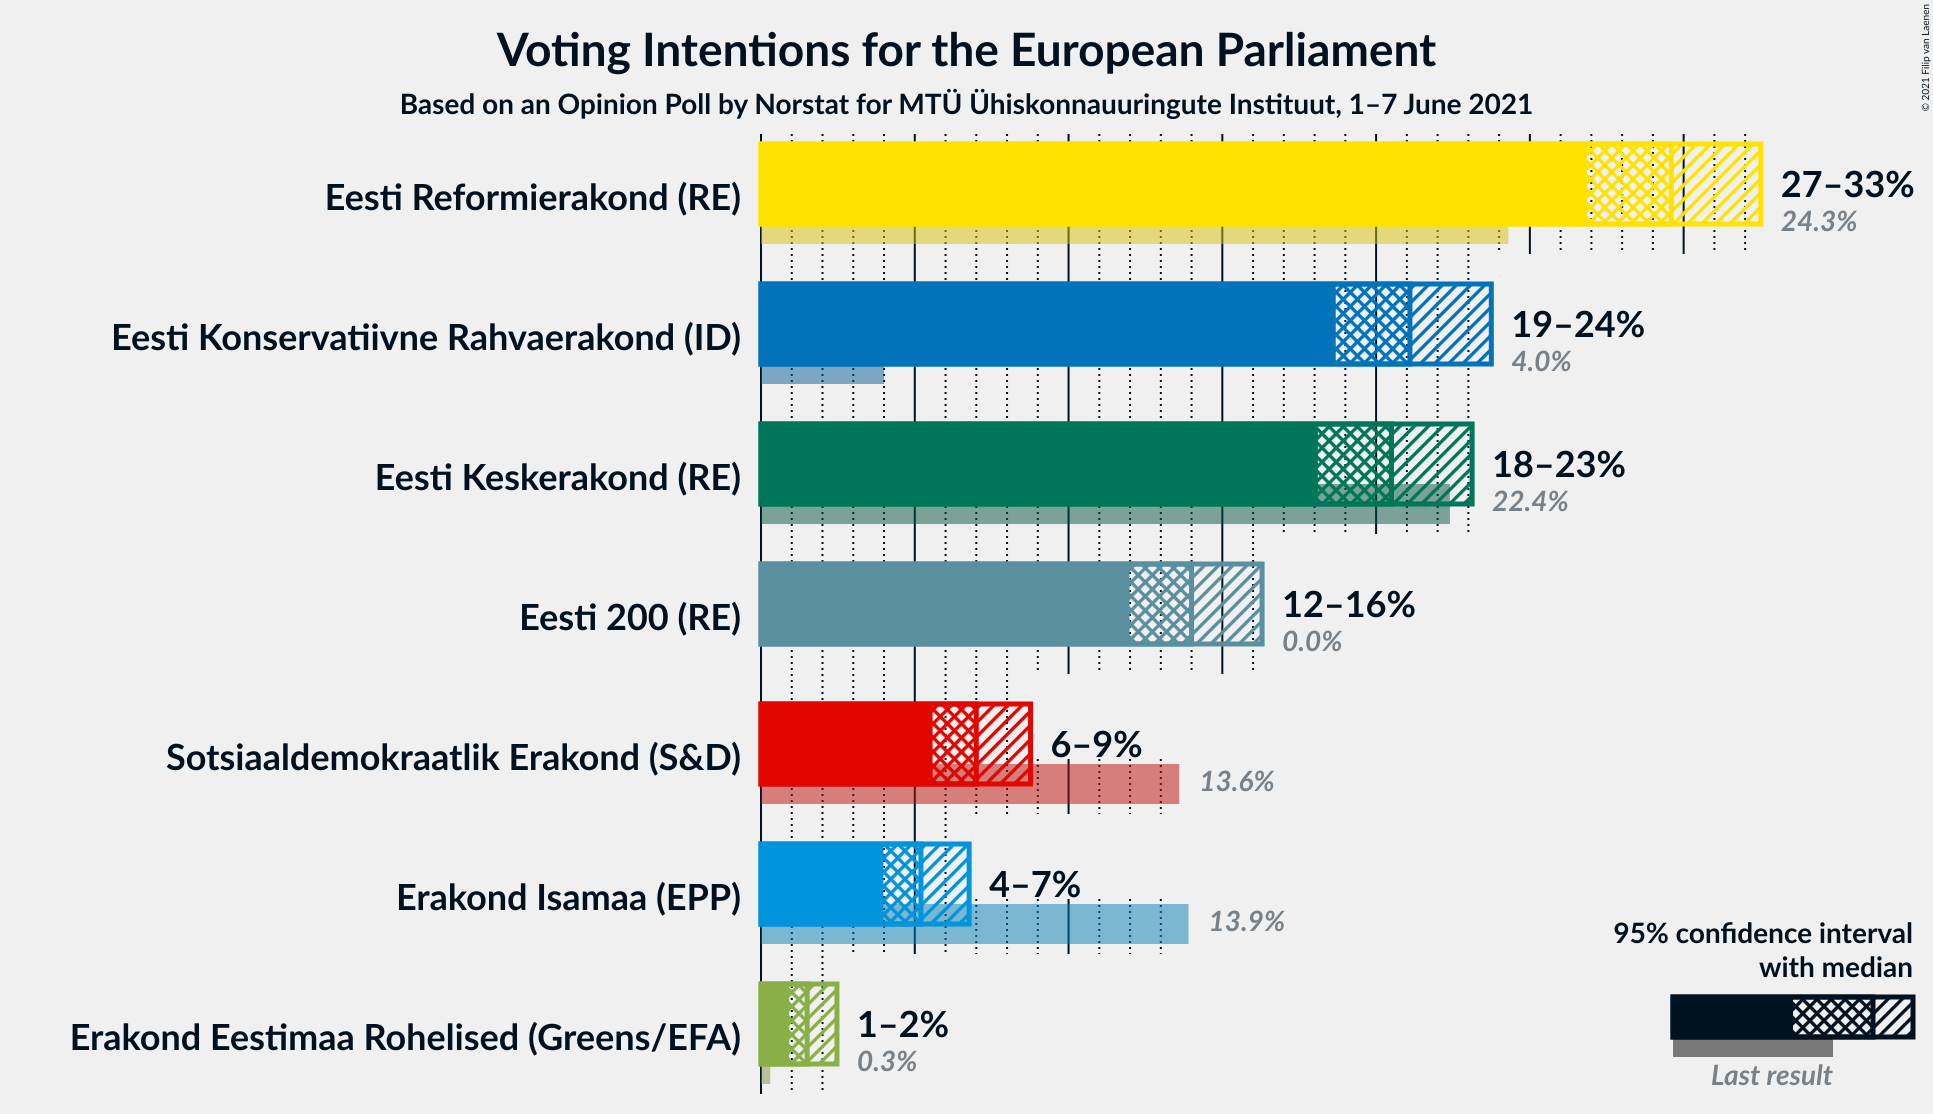 Voting Intentions for the European Parliament
Based on an Opinion Poll by Norstat for MTÜ Ühiskonnauuringute Instituut, 1–7 June 2021
© 2021 Filip van Laenen
Eesti Reformierakond (RE)
27–33%
24.3%
Eesti Konservatiivne Rahvaerakond (ID)
19–24%
4.0%
Eesti Keskerakond (RE)
18–23%
22.4%
Eesti 200 (RE)
12–16%
0.0%
Sotsiaaldemokraatlik Erakond (S&D)
6–9%
13.6%
Erakond Isamaa (EPP)
4–7%
13.9%
Erakond Eestimaa Rohelised (Greens/EFA)
1–2%
0.3%
95% confidence interval
with median
Last result